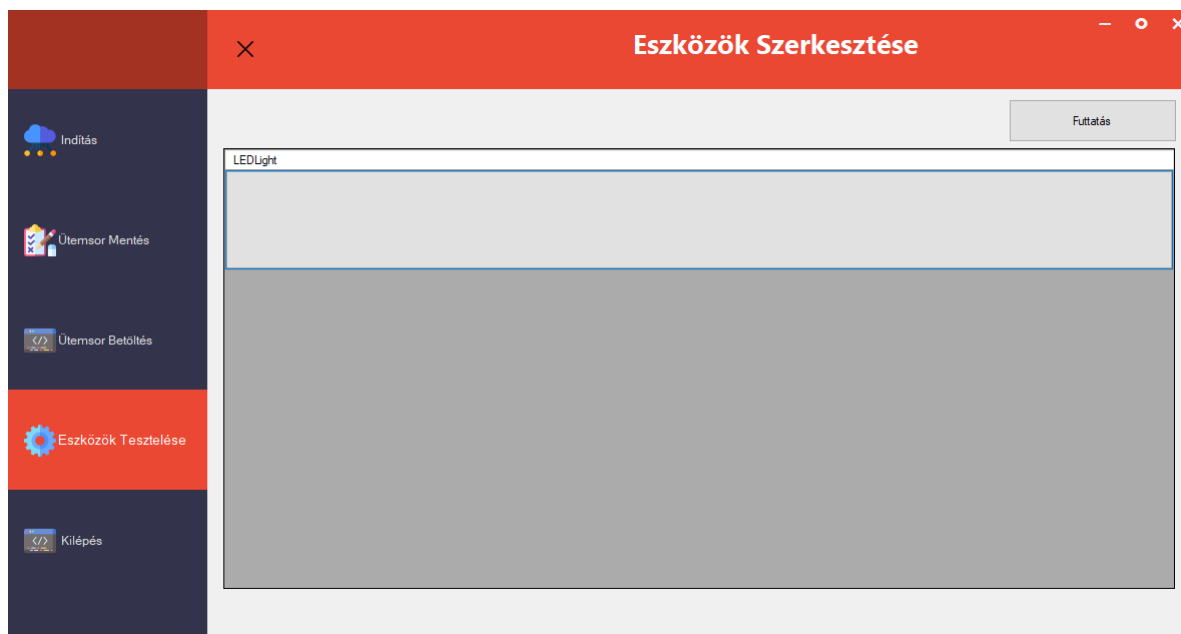 Eszközök Szerkesztése
Indítás
Ütemsor Mentés
Ütemsor Betöltés
Eszközök Tesztelése
Kilépés
Futtatás
LEDLight